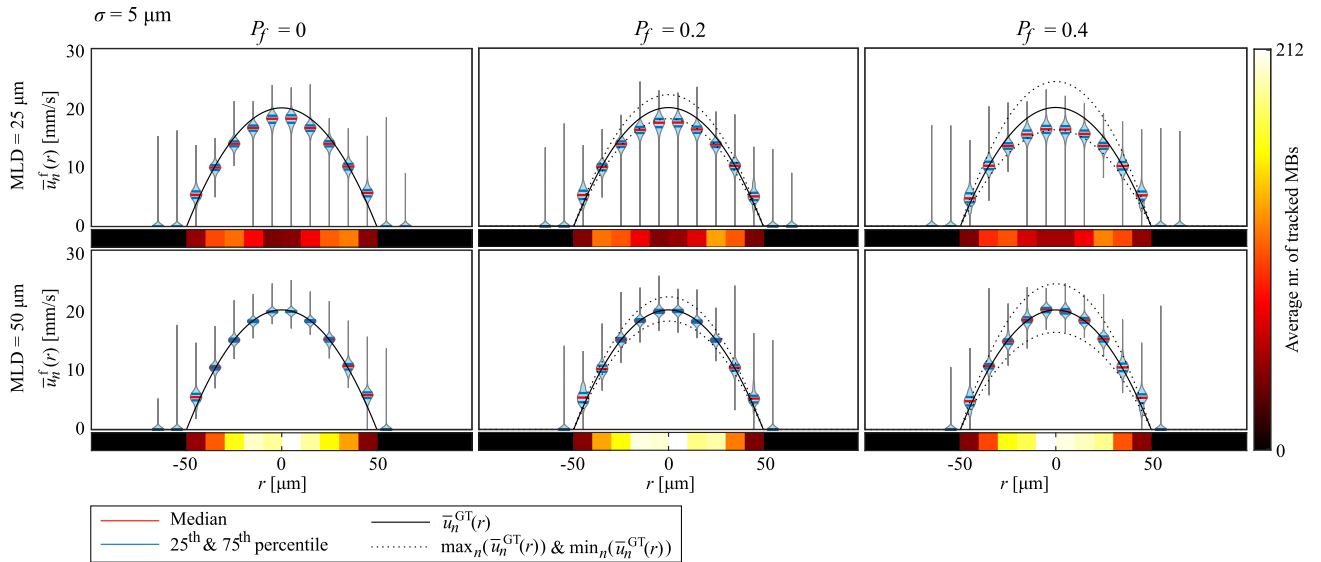 σ = 5 μm
P_f = 0
P_f = 0.2
P_f = 0.4
MLD = 25 μm
ū_n^f(r) [mm/s]
30
20
10
0
212
MLD = 50 μm
ū_n^f(r) [mm/s]
30
20
10
0
Average nr. of tracked MBs
0
-50 0 50
-50 0 50
-50 0 50
r [μm]
r [μm]
r [μm]
Median
25th & 75th percentile
ū_n^GT(r)
max_n(ū_n^GT(r)) & min_n(ū_n^GT(r))